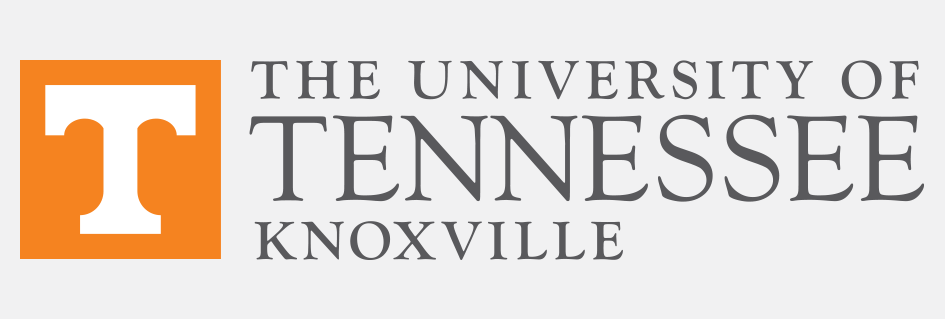 T
THE UNIVERSITY OF
TENNESSEE
KNOXVILLE